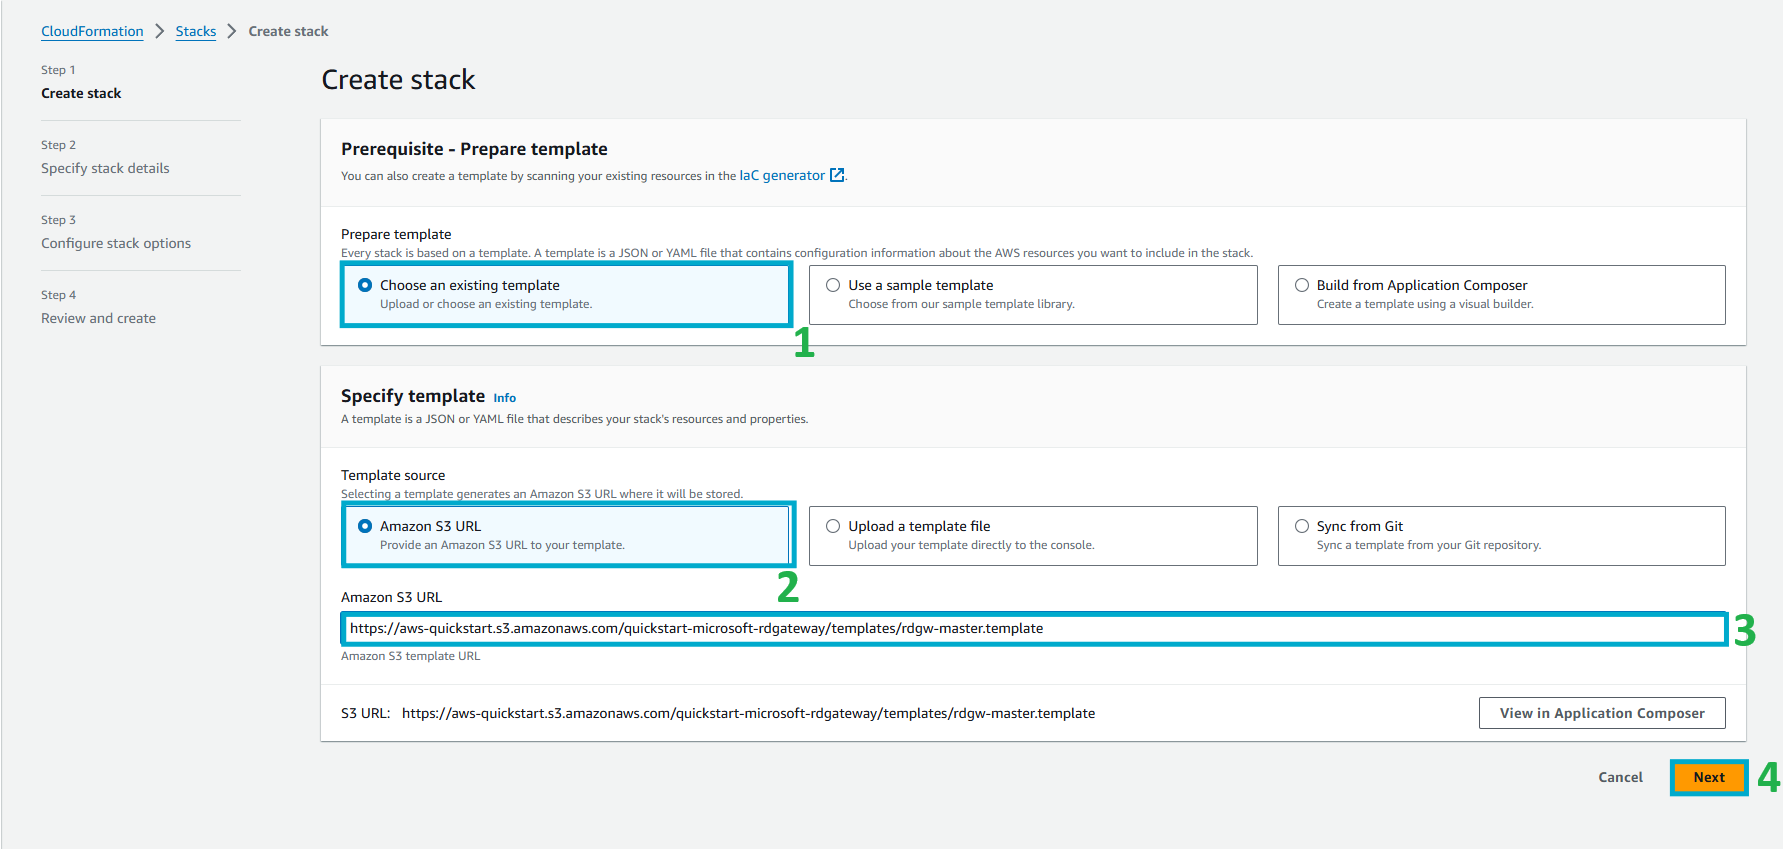 CloudFormation > Stacks > Create stack
Step 1
Create stack
Step 2
Specify stack details
Step 3
Configure stack options
Step 4
Review and create
Create stack
Prerequisite - Prepare template
You can also create a template by scanning your existing resources in the IaC generator.
Prepare template
Every stack is based on a template. A template is a JSON or YAML file that contains configuration information about the AWS resources you want to include in the stack.
Choose an existing template
Upload or choose an existing template.
Use a sample template
Choose from our sample template library.
Build from Application Composer
Create a template using a visual builder.
1
Specify template Info
A template is a JSON or YAML file that describes your stack's resources and properties.
Template source
Selecting a template generates an Amazon S3 URL where it will be stored.
Amazon S3 URL
Provide an Amazon S3 URL to your template.
Upload a template file
Upload your template directly to the console.
Sync from Git
Sync a template from your Git repository.
2
Amazon S3 URL
https://aws-quickstart.s3.amazonaws.com/quickstart-microsoft-rdgateway/templates/rdgw-master.template
3
Amazon S3 template URL
S3 URL: https://aws-quickstart.s3.amazonaws.com/quickstart-microsoft-rdgateway/templates/rdgw-master.template
View in Application Composer
Cancel
Next
4